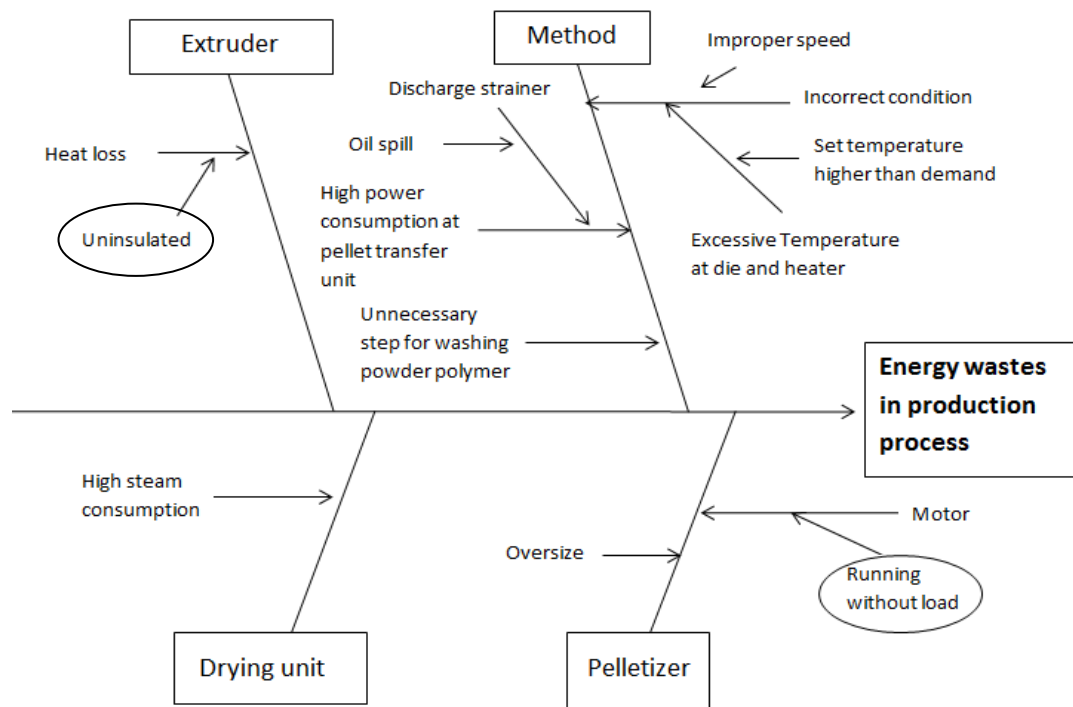 Extruder
Method
Improper speed
Discharge strainer
Incorrect condition
Oil spill
Heat loss
Set temperature
higher than demand
High power
consumption at
pellet transfer
unit
Uninsulated
Excessive Temperature
at die and heater
Unnecessary
step for washing
powder polymer
Energy wastes
in production
process
High steam
consumption
Motor
Oversize
Running
without load
Drying unit
Pelletizer